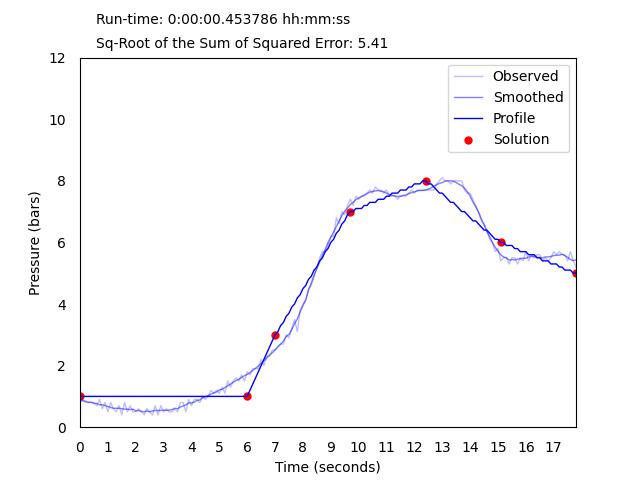 Run-time: 0:00:00.453786 hh:mm:ss
Sq-Root of the Sum of Squared Error: 5.41
12
10
8
6
4
2
0
Pressure (bars)
Observed
Smoothed
Profile
Solution
0 1 2 3 4 5 6 7 8 9 10 11 12 13 14 15 16 17
Time (seconds)